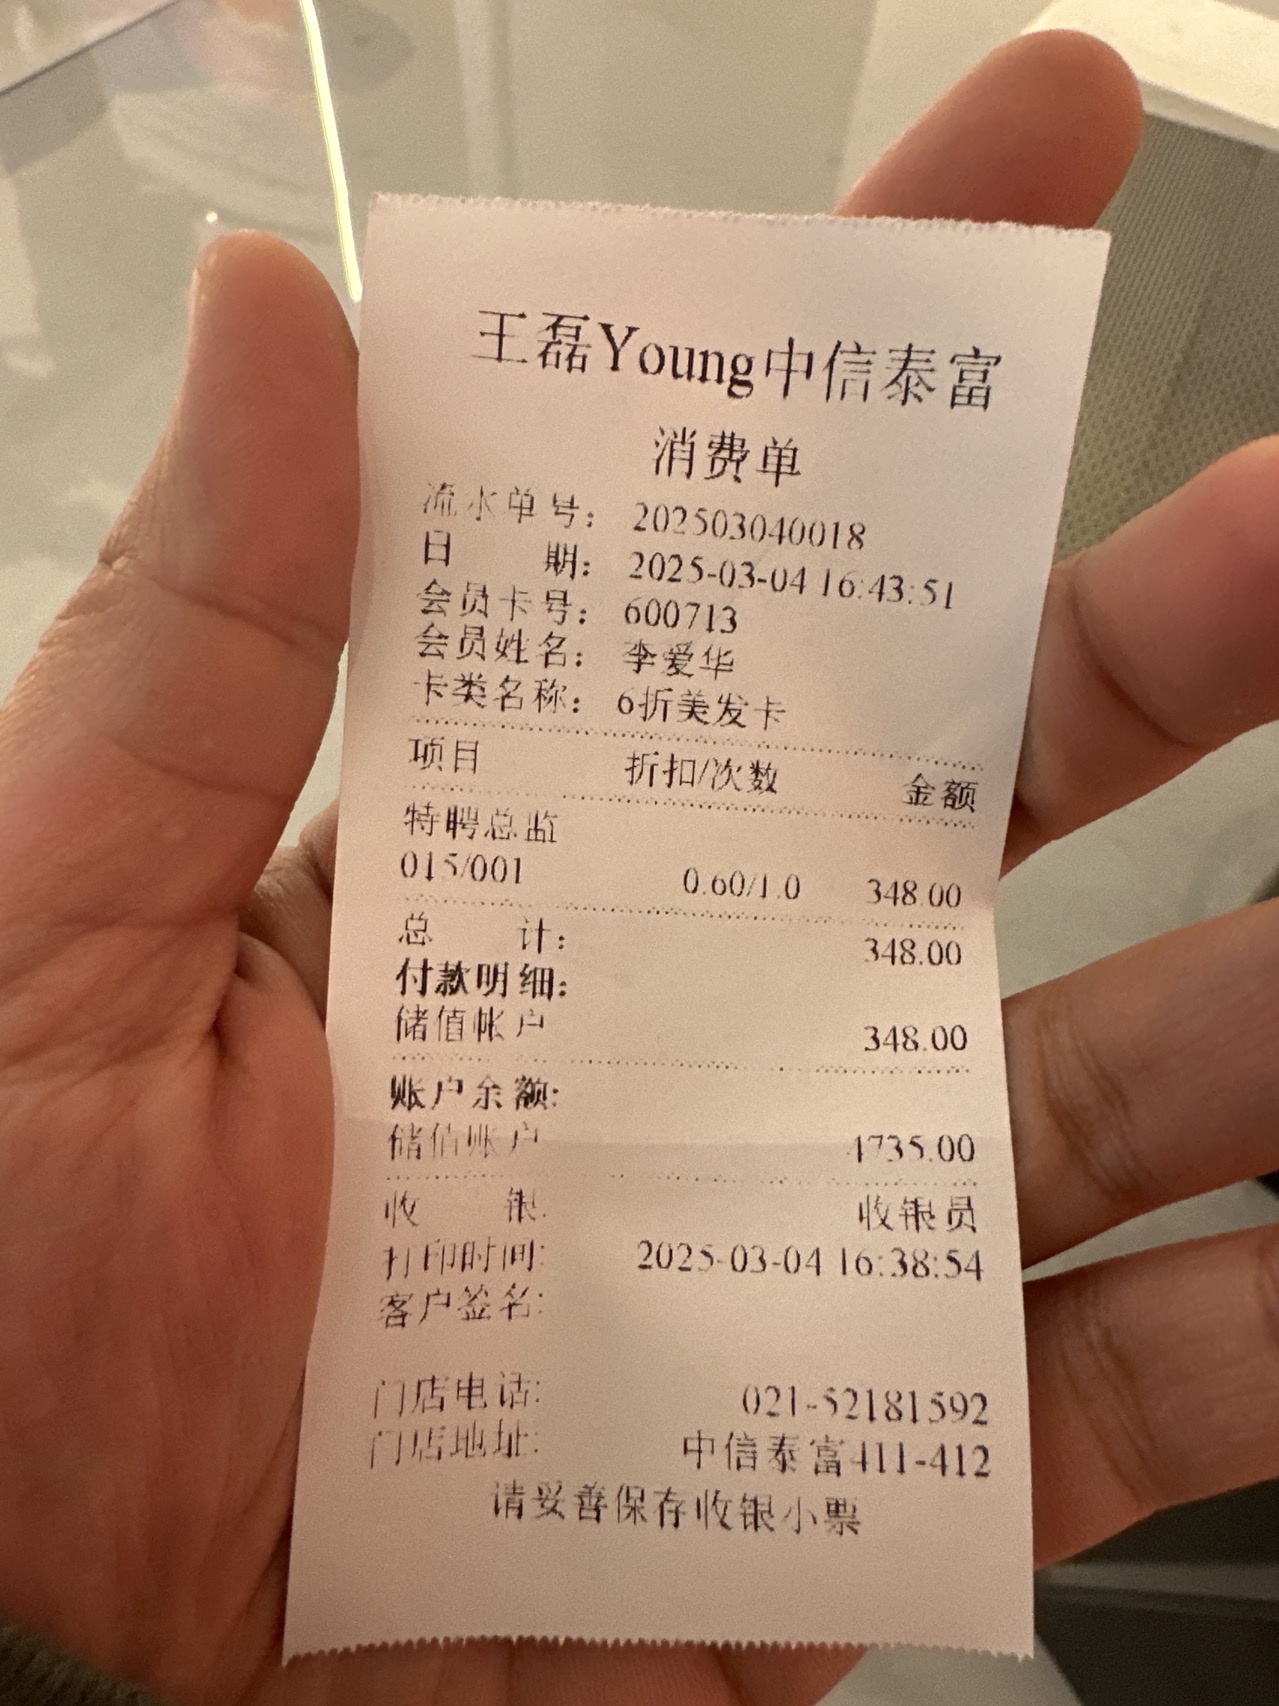 王磊Young中信泰富
消费单
流水单号： 202503040018
日 期： 2025-03-04 16:43:51
会员卡号： 600713
会员姓名： 李爱华
卡类名称： 6折美发卡
项目 折扣/次数 金额
特聘总监
015/001 0.60/1.0 348.00
总 计： 348.00
付款明细：
储值帐户 348.00
账户余额:
储值账户 4735.00
收 银: 收银员
打印时间: 2025-03-04 16:38:54
客户签名:
门店电话: 021-52181592
门店地址: 中信泰富411-412
请妥善保存收银小票